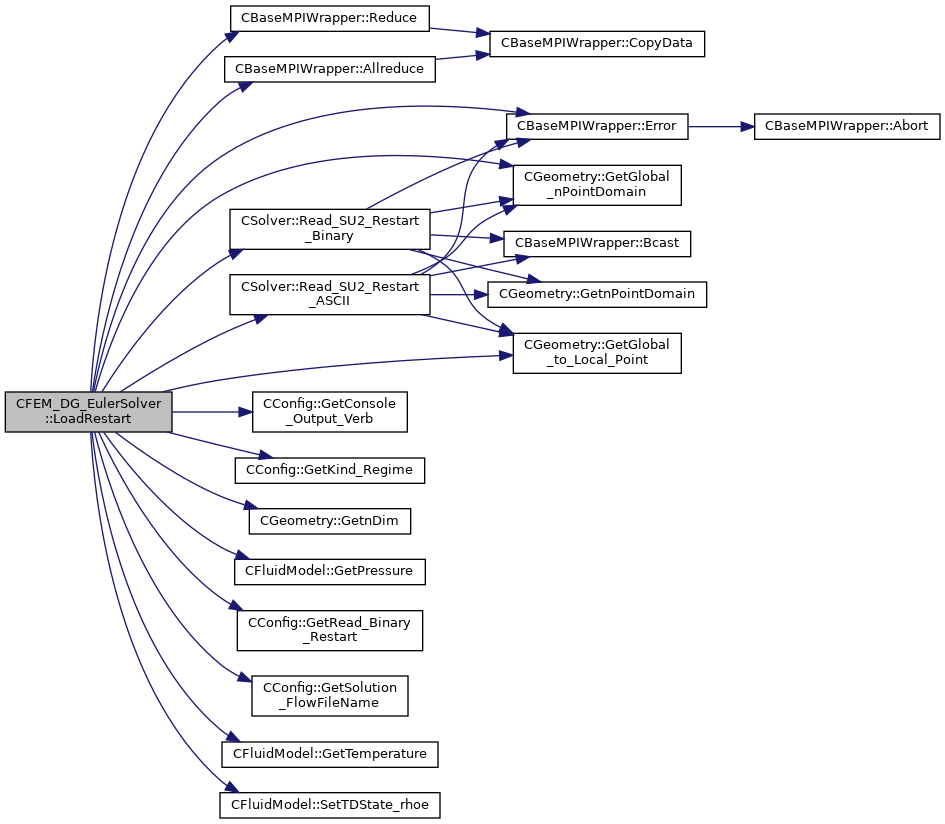 CBaseMPIWrapper::Reduce
CBaseMPIWrapper::CopyData
CBaseMPIWrapper::Allreduce
CBaseMPIWrapper::Error
CBaseMPIWrapper::Abort
CGeometry::GetGlobal
_nPointDomain
CSolver::Read_SU2_Restart
_Binary
CBaseMPIWrapper::Bcast
CSolver::Read_SU2_Restart
_ASCII
CGeometry::GetnPointDomain
CGeometry::GetGlobal
_to_Local_Point
CFEM_DG_EulerSolver
::LoadRestart
CConfig::GetConsole
_Output_Verb
CConfig::GetKind_Regime
CGeometry::GetnDim
CFluidModel::GetPressure
CConfig::GetRead_Binary
_Restart
CConfig::GetSolution
_FlowFileName
CFluidModel::GetTemperature
CFluidModel::SetTDState_rhoe